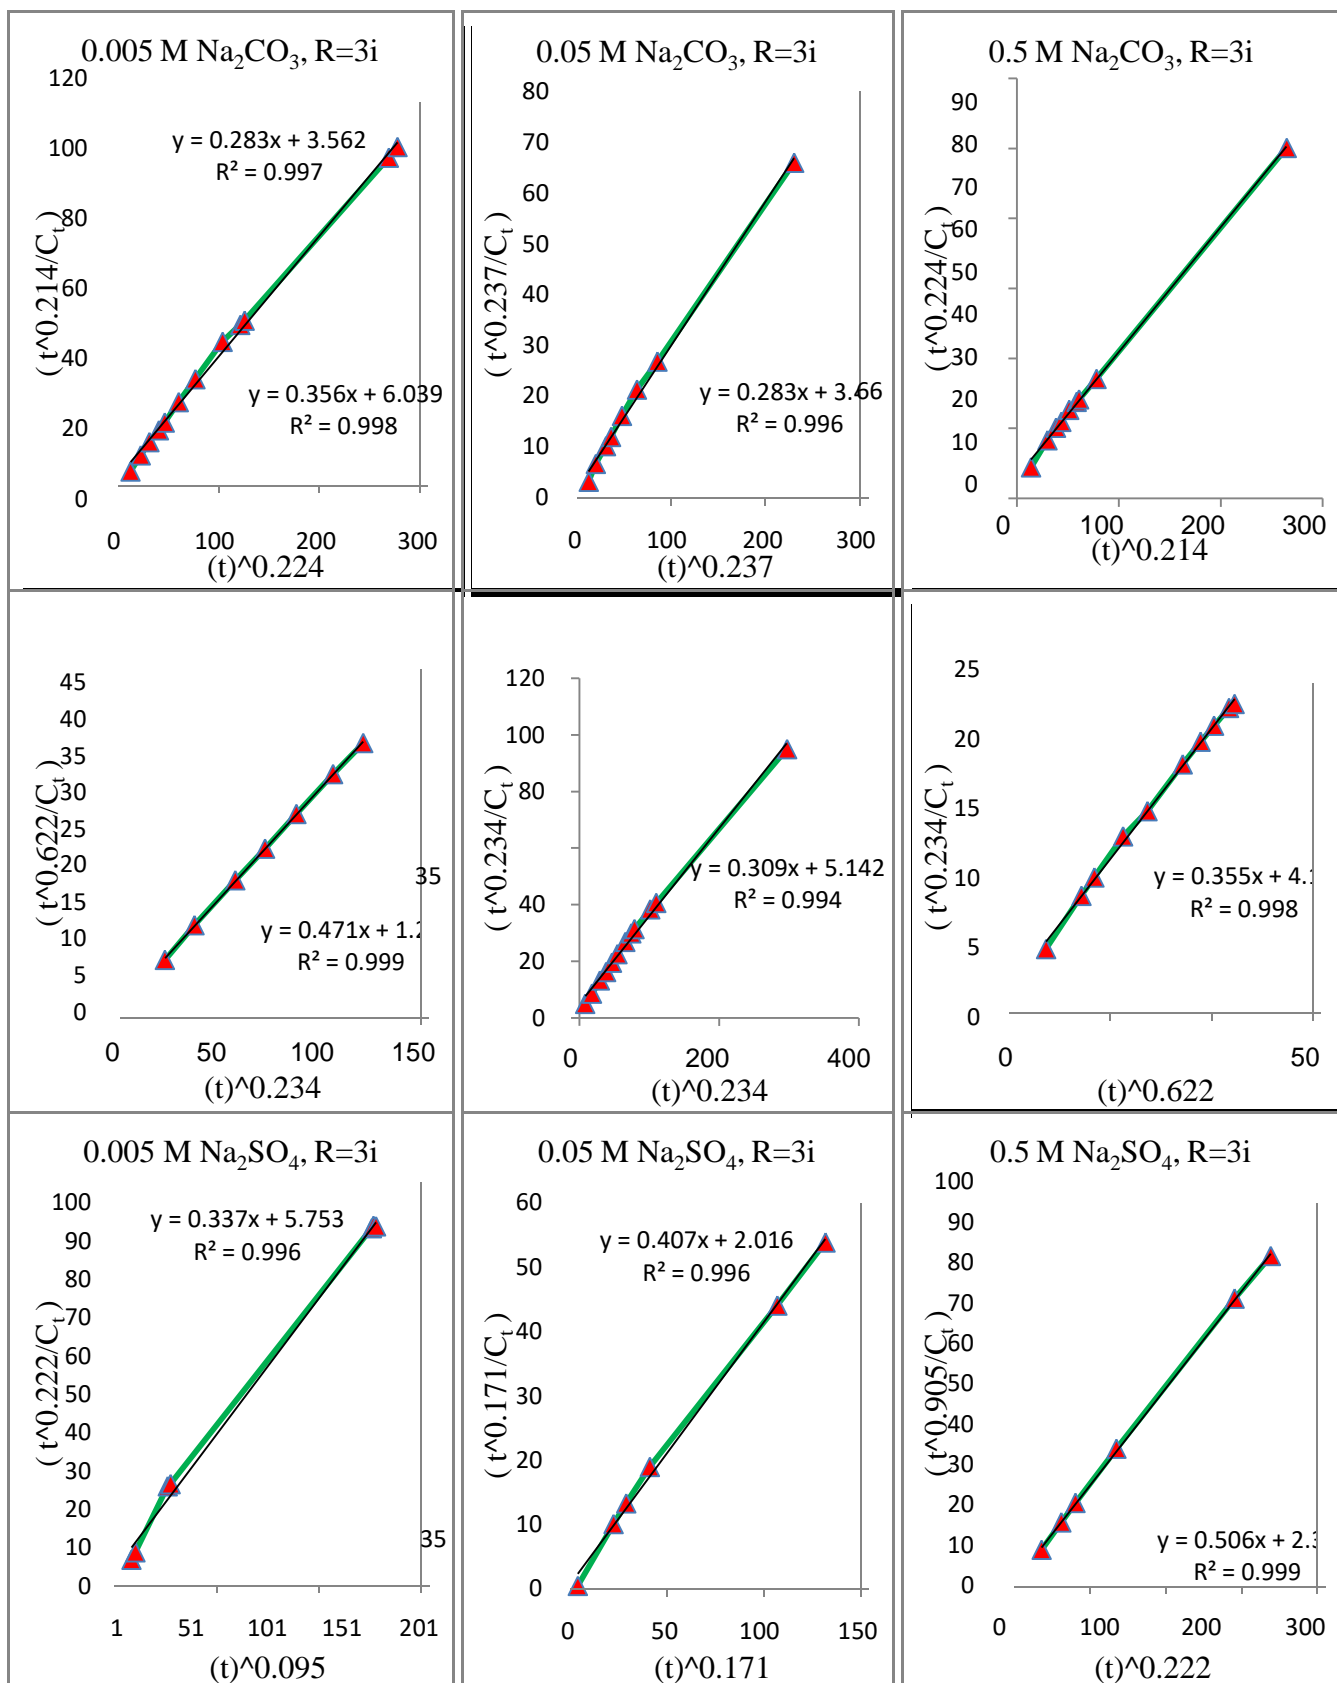 0.005 M Na₂CO₃, R=3i
120
100
80
60
40
20
0
( t^0.214/Cₜ )
y = 0.283x + 3.562
R² = 0.997
y = 0.356x + 6.039
R² = 0.998
0 100 200 300
(t)^0.224
0.05 M Na₂CO₃, R=3i
80
70
60
50
40
30
20
10
0
( t^0.237/Cₜ )
y = 0.283x + 3.66
R² = 0.996
0 100 200 300
(t)^0.237
0.5 M Na₂CO₃, R=3i
90
80
70
60
50
40
30
20
10
0
( t^0.224/Cₜ )
0 100 200 300
(t)^0.214
45
40
35
30
25
20
15
10
5
0
( t^0.622/Cₜ )
35
y = 0.471x + 1.2
R² = 0.999
0 50 100 150
(t)^0.234
120
100
80
60
40
20
0
( t^0.234/Cₜ )
y = 0.309x + 5.142
R² = 0.994
0 200 400
(t)^0.234
25
20
15
10
5
0
( t^0.234/Cₜ )
y = 0.355x + 4.1
R² = 0.998
0 50
(t)^0.622
0.005 M Na₂SO₄, R=3i
100
90
80
70
60
50
40
30
20
10
0
( t^0.222/Cₜ )
y = 0.337x + 5.753
R² = 0.996
35
1 51 101 151 201
(t)^0.095
0.05 M Na₂SO₄, R=3i
60
50
40
30
20
10
0
( t^0.171/Cₜ )
y = 0.407x + 2.016
R² = 0.996
0 50 100 150
(t)^0.171
0.5 M Na₂SO₄, R=3i
100
90
80
70
60
50
40
30
20
10
0
( t^0.905/Cₜ )
y = 0.506x + 2.3
R² = 0.999
0 100 200 300
(t)^0.222